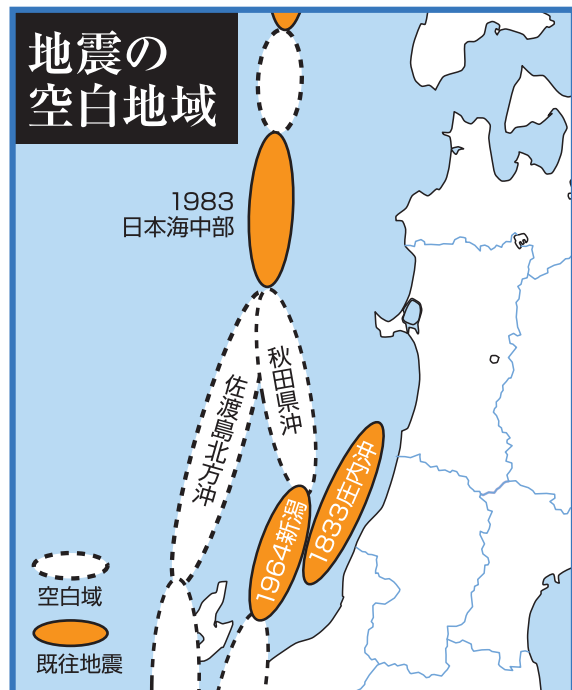 地震の
空白地域
1983
日本海中部
秋田県沖
佐渡島北方沖
1833庄内沖
1964新潟
空白域
既往地震